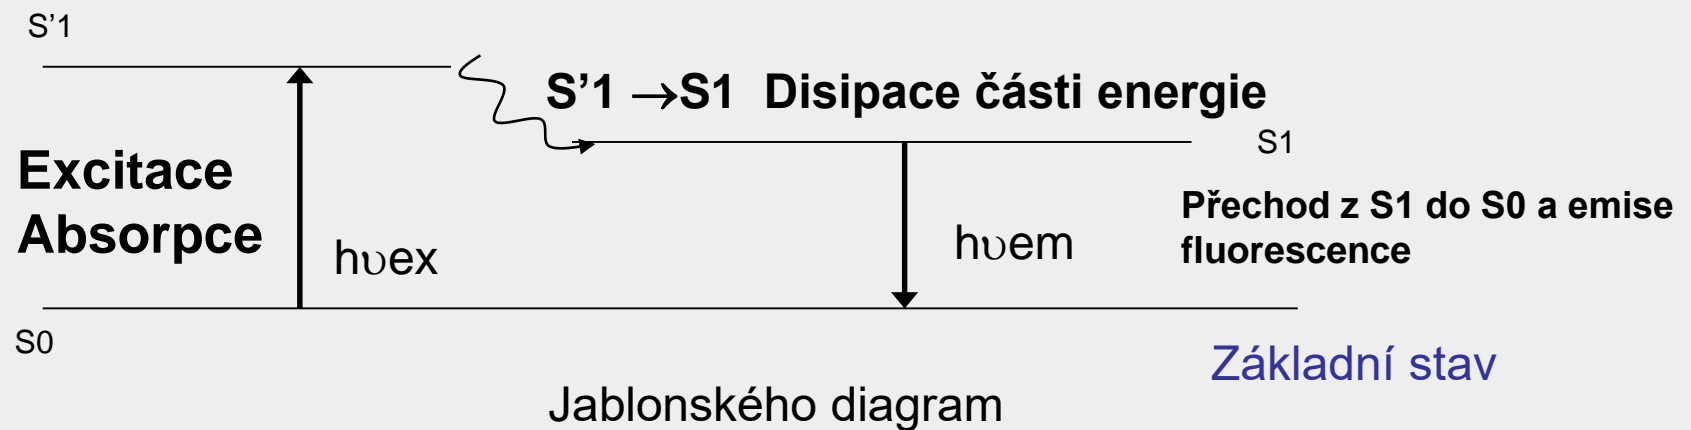 S’1
S’1 →S1 Disipace části energie
S1
Excitace
Absorpce
hυex
hυem
Přechod z S1 do S0 a emise
fluorescence
S0
Základní stav
Jablonského diagram